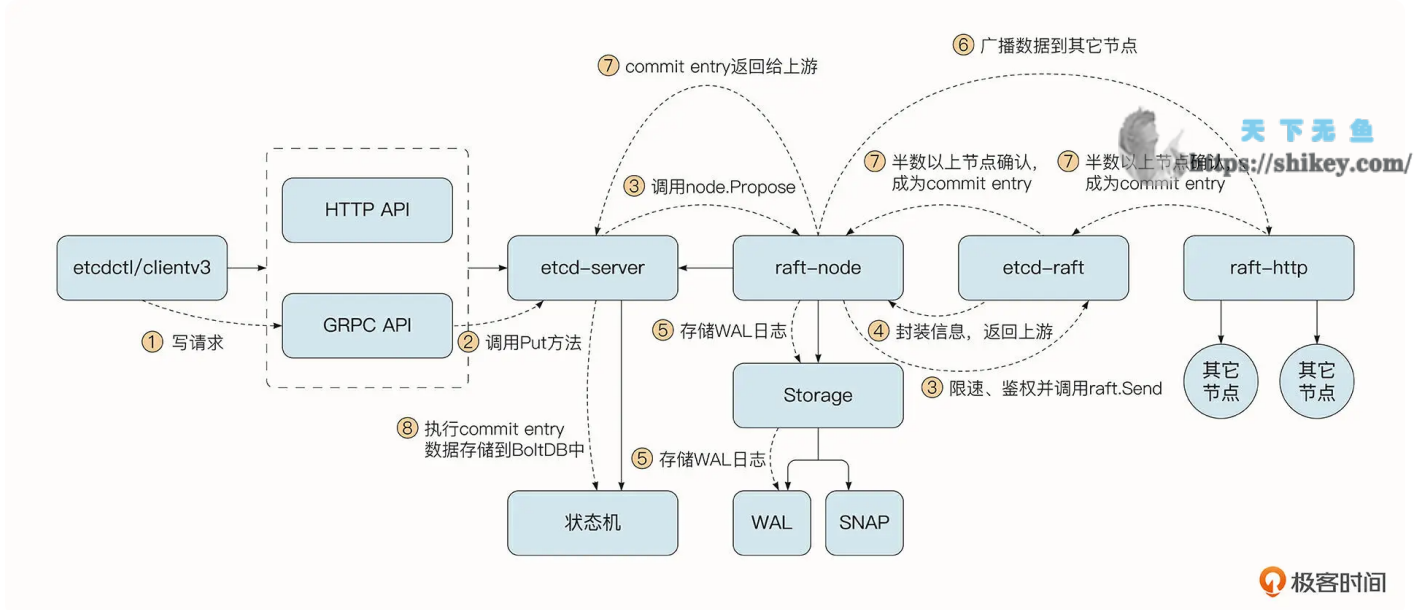 ⑥ 广播数据到其它节点
⑦ commit entry返回给上游
天下无鱼
https://shikey.com/
⑦ 半数以上节点确认，
成为commit entry
⑦ 半数以上节点确认，
成为commit entry
③ 调用node.Propose
HTTP API
etcdctl/clientv3
etcd-server
raft-node
etcd-raft
raft-http
GRPC API
① 写请求
② 调用Put方法
⑤ 存储WAL日志
④ 封装信息，返回上游
其它
节点
其它
节点
③ 限速、鉴权并调用raft.Send
Storage
⑧ 执行commit entry
数据存储到BoltDB中
⑤ 存储WAL日志
状态机
WAL
SNAP
极客时间